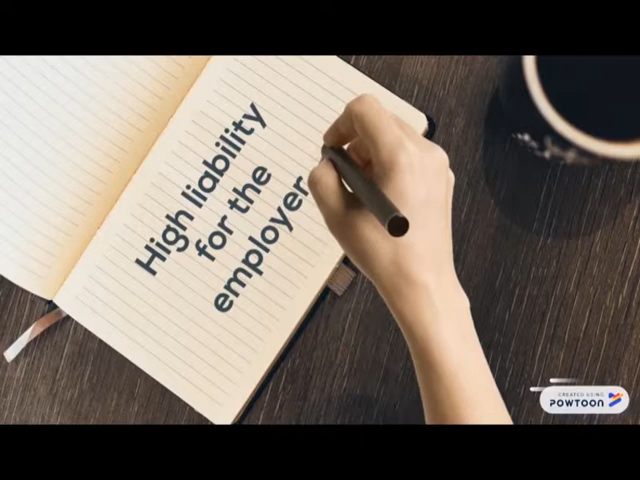 High liability
for the
employer
CREATED USING
POWTOON